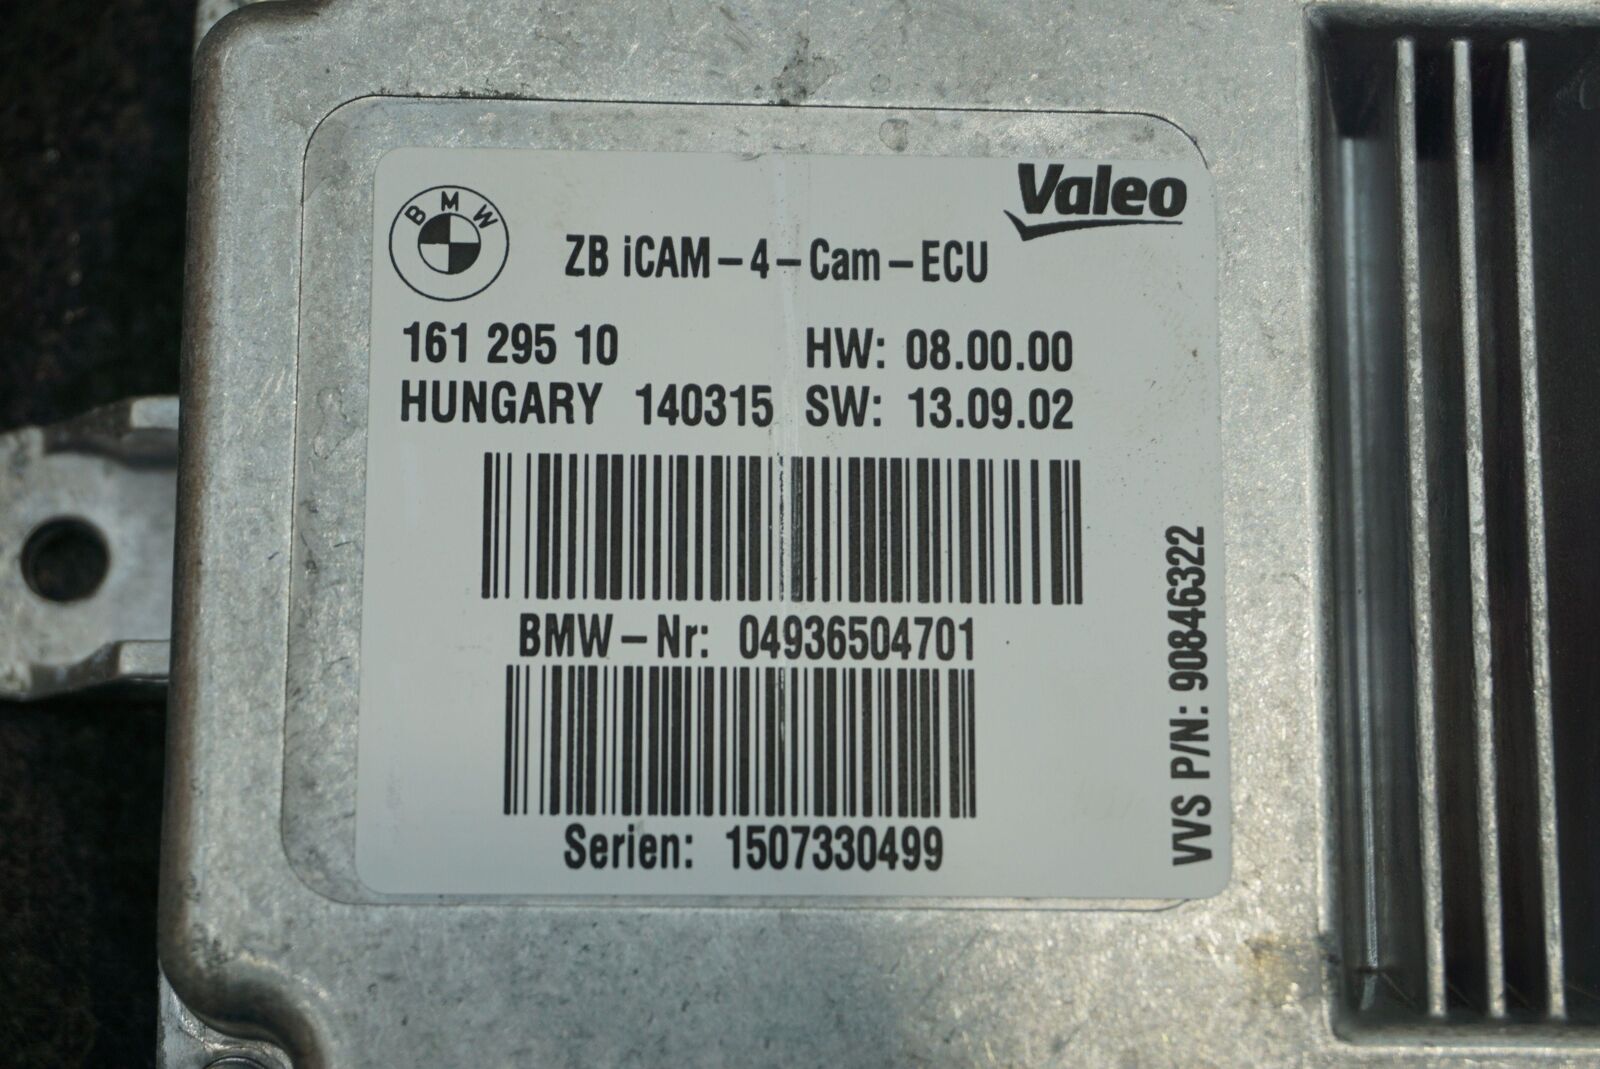 BMW
Valeo
ZB iCAM-4-Cam-ECU
161 295 10 HW: 08.00.00
HUNGARY 140315 SW: 13.09.02
BMW-Nr: 04936504701
Serien: 1507330499
VVS P/N: 90846322